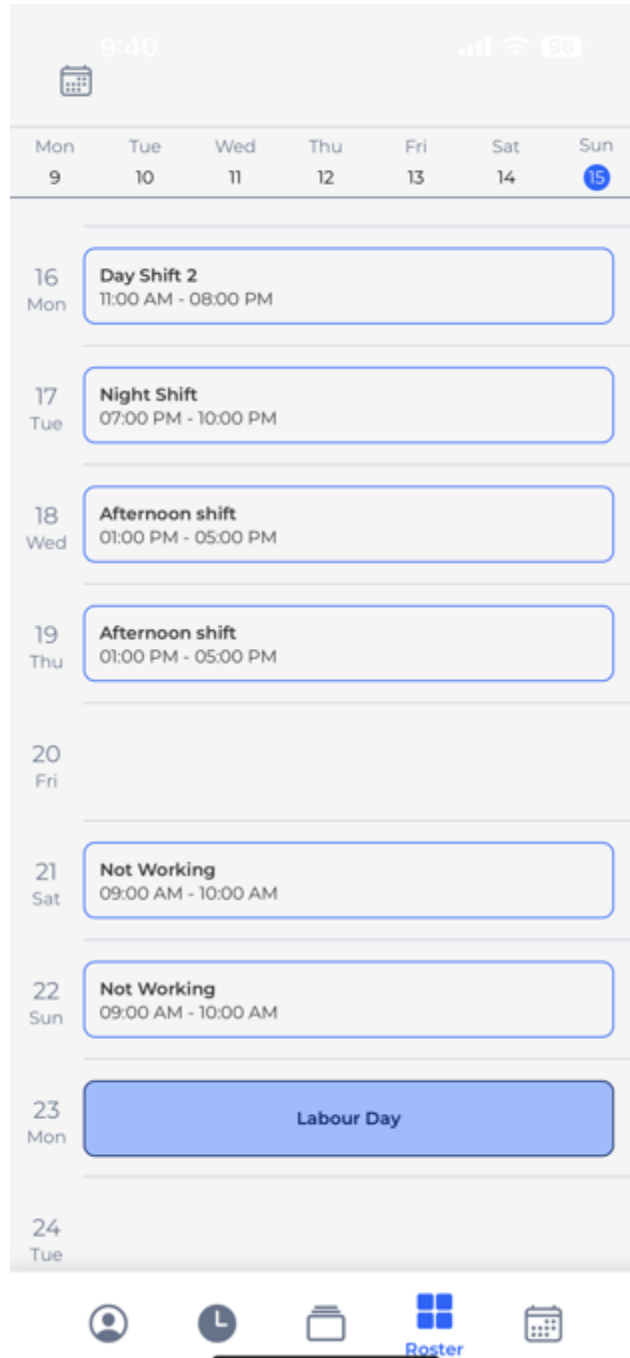 9:40
96
Mon Tue Wed Thu Fri Sat Sun
9 10 11 12 13 14 15
16
Mon
Day Shift 2
11:00 AM - 08:00 PM
17
Tue
Night Shift
07:00 PM - 10:00 PM
18
Wed
Afternoon shift
01:00 PM - 05:00 PM
19
Thu
Afternoon shift
01:00 PM - 05:00 PM
20
Fri
21
Sat
Not Working
09:00 AM - 10:00 AM
22
Sun
Not Working
09:00 AM - 10:00 AM
23
Mon
Labour Day
24
Tue
Roster